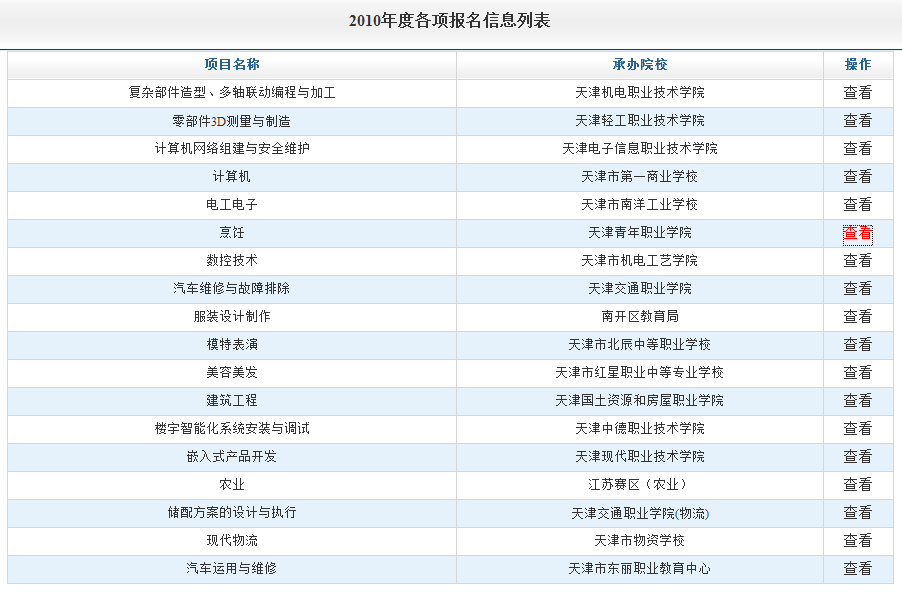 2010年度各项报名信息列表
项目名称 承办院校 操作
复杂部件造型、多轴联动编程与加工 天津机电职业技术学院 查看
零部件3D测量与制造 天津轻工职业技术学院 查看
计算机网络组建与安全维护 天津电子信息职业技术学院 查看
计算机 天津市第一商业学校 查看
电工电子 天津市南洋工业学校 查看
烹饪 天津青年职业学院 查看
数控技术 天津市机电工艺学院 查看
汽车维修与故障排除 天津交通职业学院 查看
服装设计制作 南开区教育局 查看
模特表演 天津市北辰中等职业学校 查看
美容美发 天津市红星职业中等专业学校 查看
建筑工程 天津国土资源和房屋职业学院 查看
楼宇智能化系统安装与调试 天津中德职业技术学院 查看
嵌入式产品开发 天津现代职业技术学院 查看
农业 江苏赛区（农业） 查看
储配方案的设计与执行 天津交通职业学院(物流) 查看
现代物流 天津市物资学校 查看
汽车运用与维修 天津市东丽职业教育中心 查看